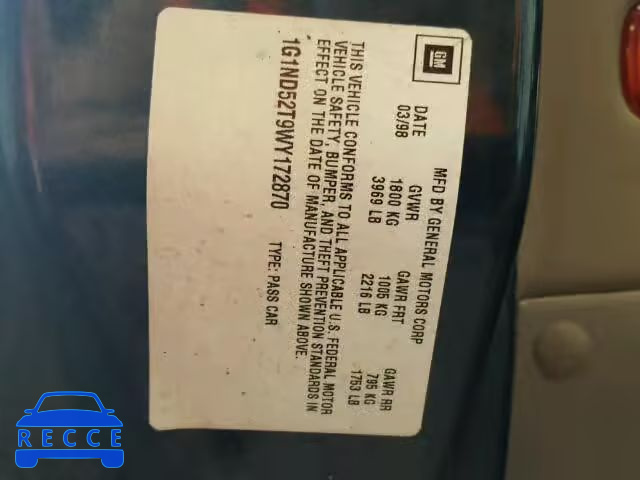 GM
MFD BY GENERAL MOTORS CORP
DATE GVWR GAWR FRT GAWR RR
03/98 1800 KG 1005 KG 795 KG
3969 LB 2216 LB 1753 LB
THIS VEHICLE CONFORMS TO ALL APPLICABLE U.S. FEDERAL MOTOR
VEHICLE SAFETY, BUMPER, AND THEFT PREVENTION STANDARDS IN
EFFECT ON THE DATE OF MANUFACTURE SHOWN ABOVE.
1G1ND52T9WY172870 TYPE: PASS CAR
RECCE